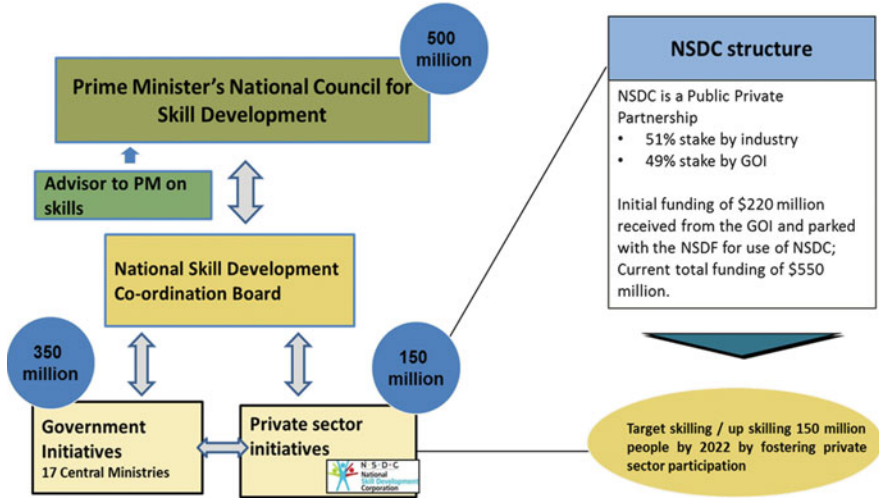 500
million
Prime Minister's National Council for
Skill Development
Advisor to PM on
skills
National Skill Development
Co-ordination Board
350
million
150
million
Government
Initiatives
17 Central Ministries
Private sector
initiatives
N·S·D·C
National
Skill Development
Corporation
NSDC structure
NSDC is a Public Private
Partnership
• 51% stake by industry
• 49% stake by GOI
Initial funding of $220 million
received from the GOI and parked
with the NSDF for use of NSDC;
Current total funding of $550
million.
Target skilling / up skilling 150 million
people by 2022 by fostering private
sector participation